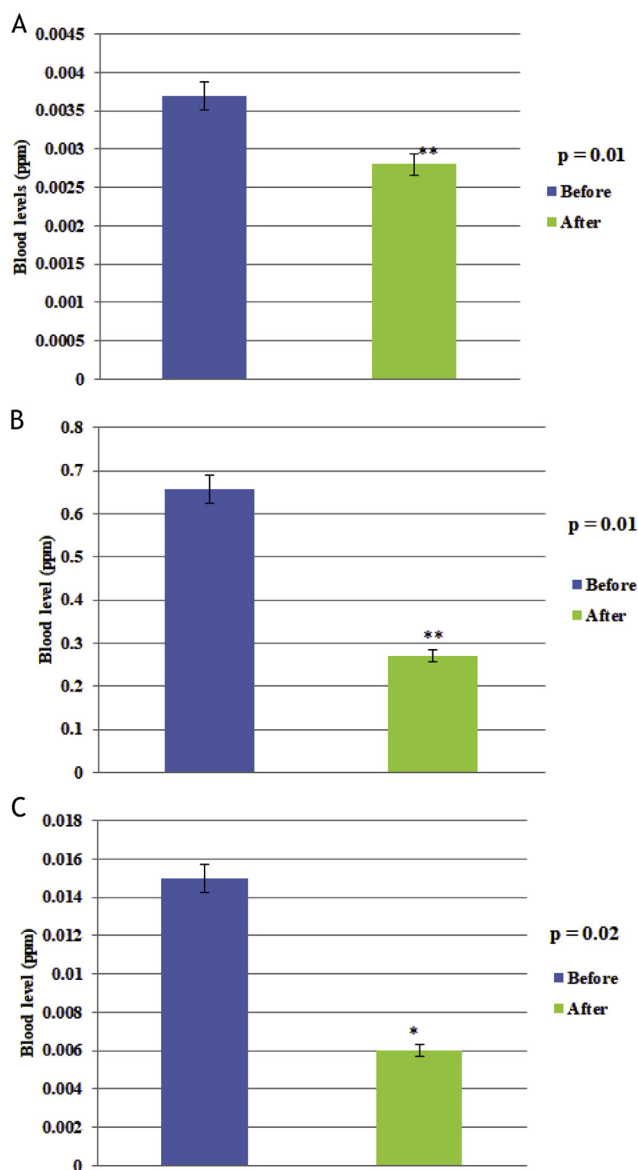 A
0.0045
0.004
0.0035
0.003
0.0025
0.002
0.0015
0.001
0.0005
0
Blood levels (ppm)
**
p = 0.01
Before
After
B
0.8
0.7
0.6
0.5
0.4
0.3
0.2
0.1
0
Blood level (ppm)
**
p = 0.01
Before
After
C
0.018
0.016
0.014
0.012
0.01
0.008
0.006
0.004
0.002
0
Blood level (ppm)
*
p = 0.02
Before
After